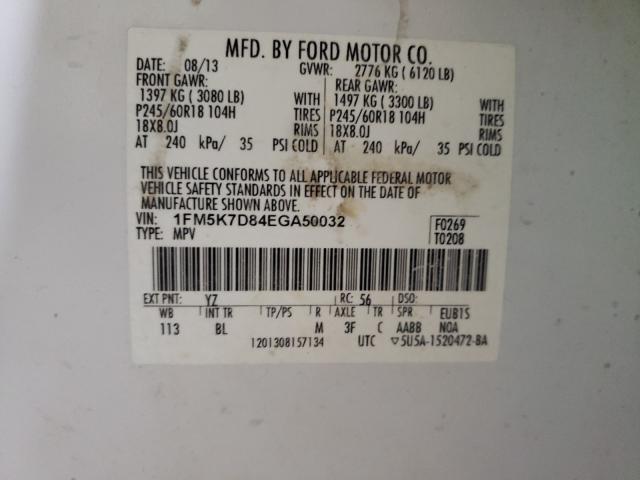 MFD. BY FORD MOTOR CO.
DATE: 08/13 GVWR: 2776 KG ( 6120 LB)
FRONT GAWR: REAR GAWR:
1397 KG ( 3080 LB) WITH 1497 KG ( 3300 LB) WITH
P245/60R18 104H TIRES P245/60R18 104H TIRES
18X8.0J RIMS 18X8.0J RIMS
AT 240 kPa/ 35 PSI COLD AT 240 kPa/ 35 PSI COLD
THIS VEHICLE CONFORMS TO ALL APPLICABLE FEDERAL MOTOR
VEHICLE SAFETY STANDARDS IN EFFECT ON THE DATE OF
MANUFACTURE SHOWN ABOVE.
VIN: 1FM5K7D84EGA50032 F0269
TYPE: MPV T0208
EXT PNT: YZ RC: 56 DSO:
WB INT TR TP/PS R AXLE TR SPR EUB1S
113 BL M 3F C AABB NOA
1201308157134 UTC ▽5U5A-1520472-BA